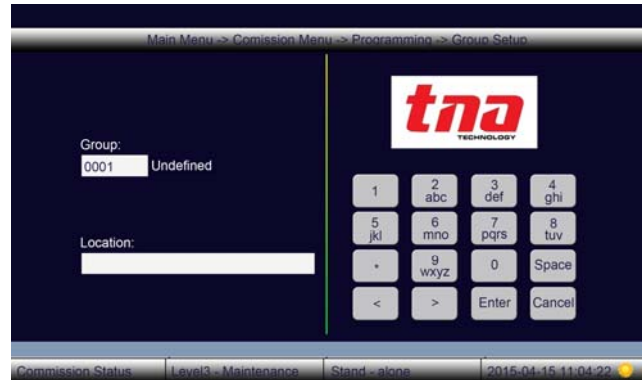 Main Menu -> Comission Menu -> Programming -> Group Setup
tna
TECHNOLOGY
Group:
0001 Undefined
Location:
1
2 abc
3 def
4 ghi
5 jkl
6 mno
7 pqrs
8 tuv
9 wxyz
0
Space
<
>
Enter
Cancel
Commission Status
Level3 - Maintenance
Stand - alone
2015-04-15 11:04:22